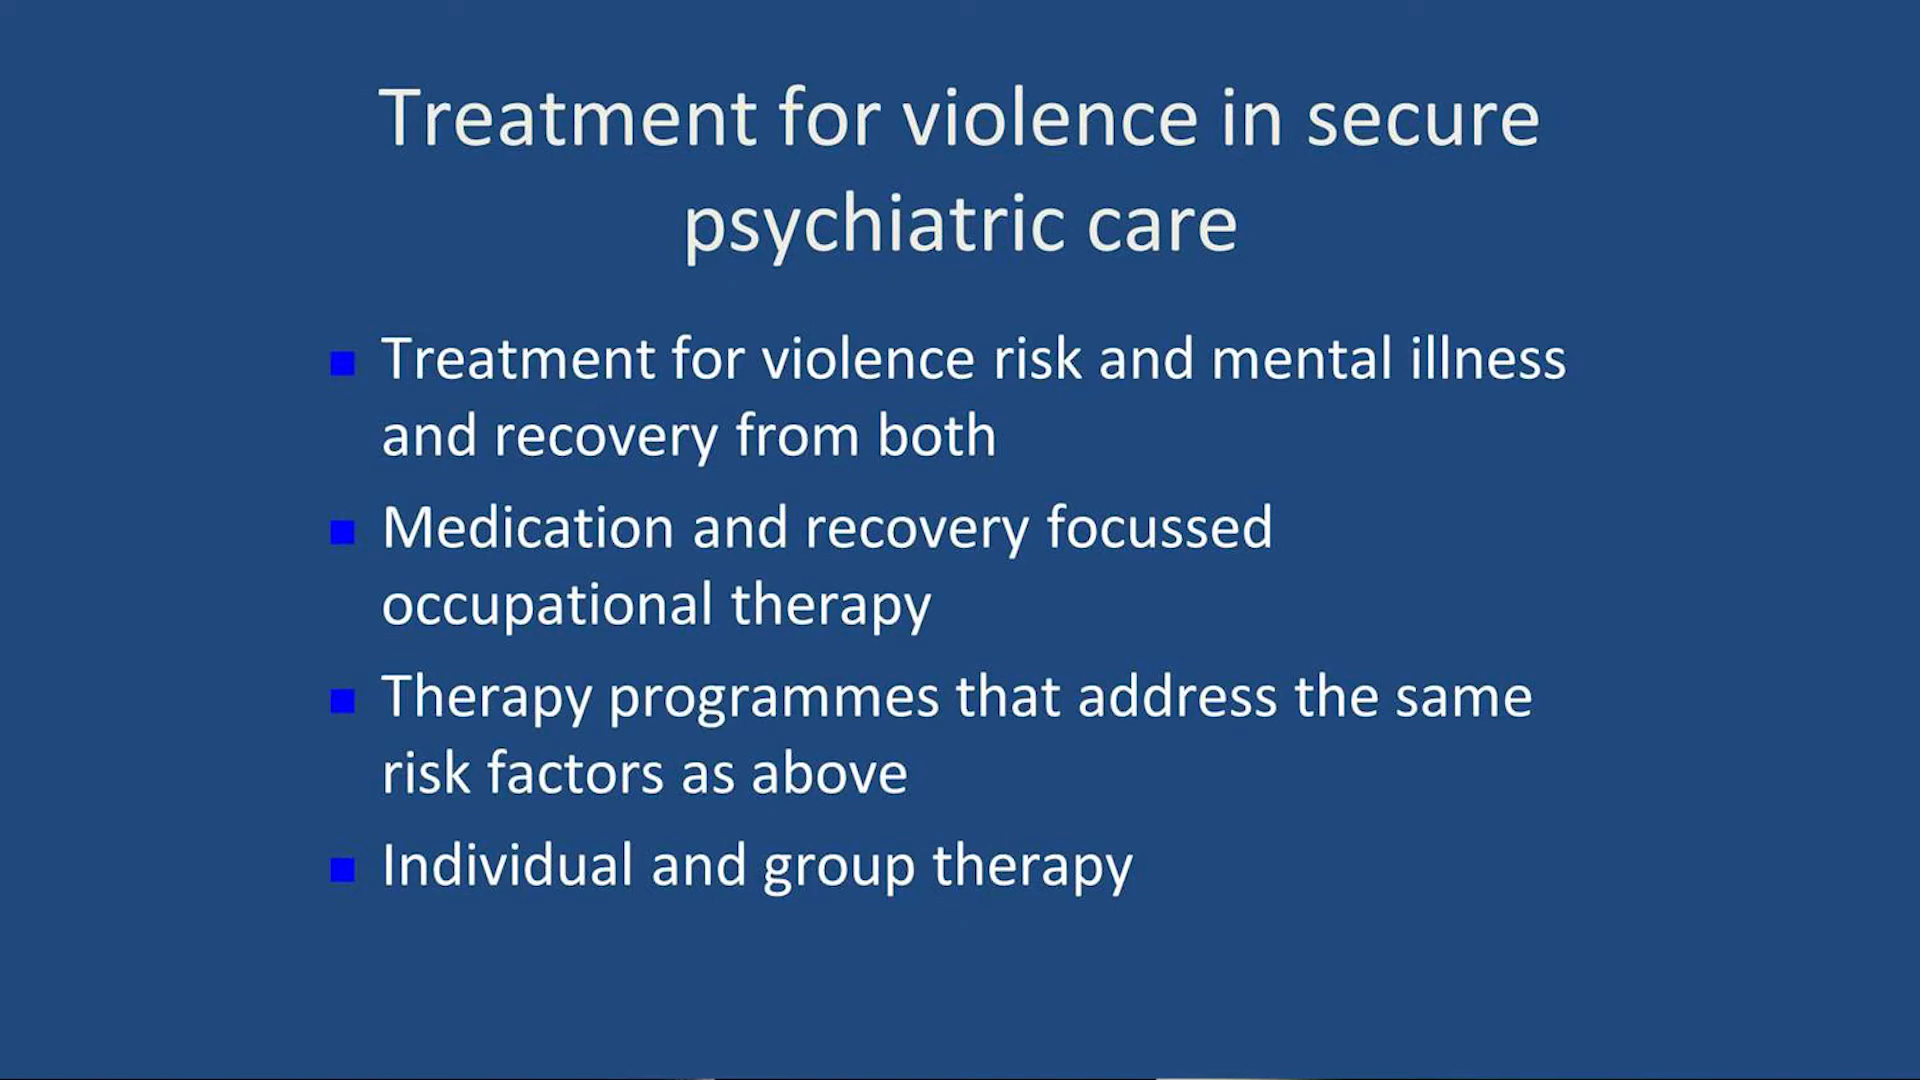 Treatment for violence in secure
psychiatric care
Treatment for violence risk and mental illness
and recovery from both
Medication and recovery focussed
occupational therapy
Therapy programmes that address the same
risk factors as above
Individual and group therapy